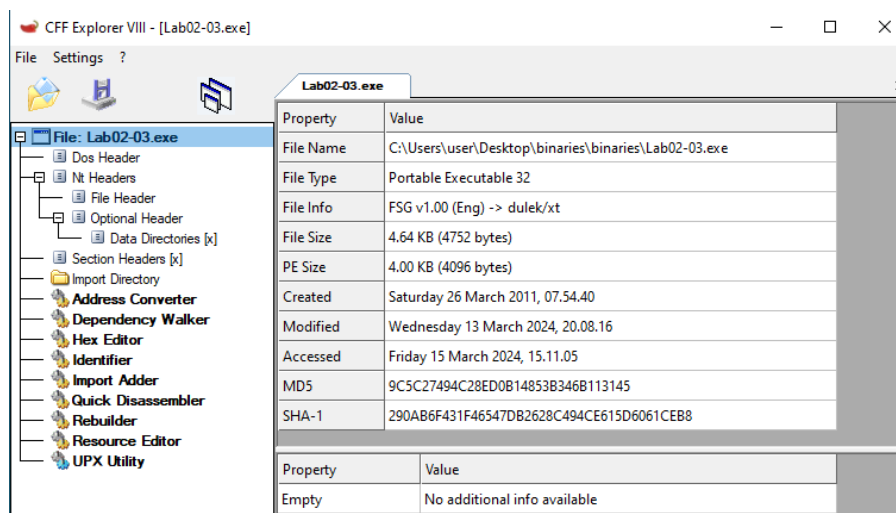 CFF Explorer VIII - [Lab02-03.exe]
File Settings ?
Lab02-03.exe
File: Lab02-03.exe
Dos Header
Nt Headers
File Header
Optional Header
Data Directories [x]
Section Headers [x]
Import Directory
Address Converter
Dependency Walker
Hex Editor
Identifier
Import Adder
Quick Disassembler
Rebuilder
Resource Editor
UPX Utility
Property Value
File Name C:\Users\user\Desktop\binaries\binaries\Lab02-03.exe
File Type Portable Executable 32
File Info FSG v1.00 (Eng) -> dulek/xt
File Size 4.64 KB (4752 bytes)
PE Size 4.00 KB (4096 bytes)
Created Saturday 26 March 2011, 07.54.40
Modified Wednesday 13 March 2024, 20.08.16
Accessed Friday 15 March 2024, 15.11.05
MD5 9C5C27494C28ED0B14853B346B113145
SHA-1 290AB6F431F46547DB2628C494CE615D6061CEB8
Property Value
Empty No additional info available